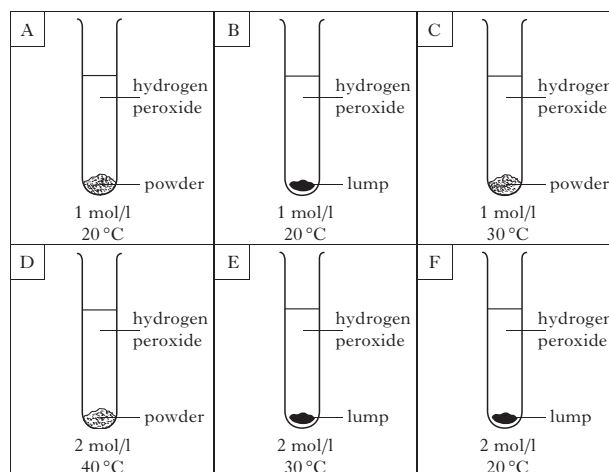 A
hydrogen
peroxide
powder
1 mol/l
20 °C
B
hydrogen
peroxide
lump
1 mol/l
20 °C
C
hydrogen
peroxide
powder
1 mol/l
30 °C
D
hydrogen
peroxide
powder
2 mol/l
40 °C
E
hydrogen
peroxide
lump
2 mol/l
30 °C
F
hydrogen
peroxide
lump
2 mol/l
20 °C